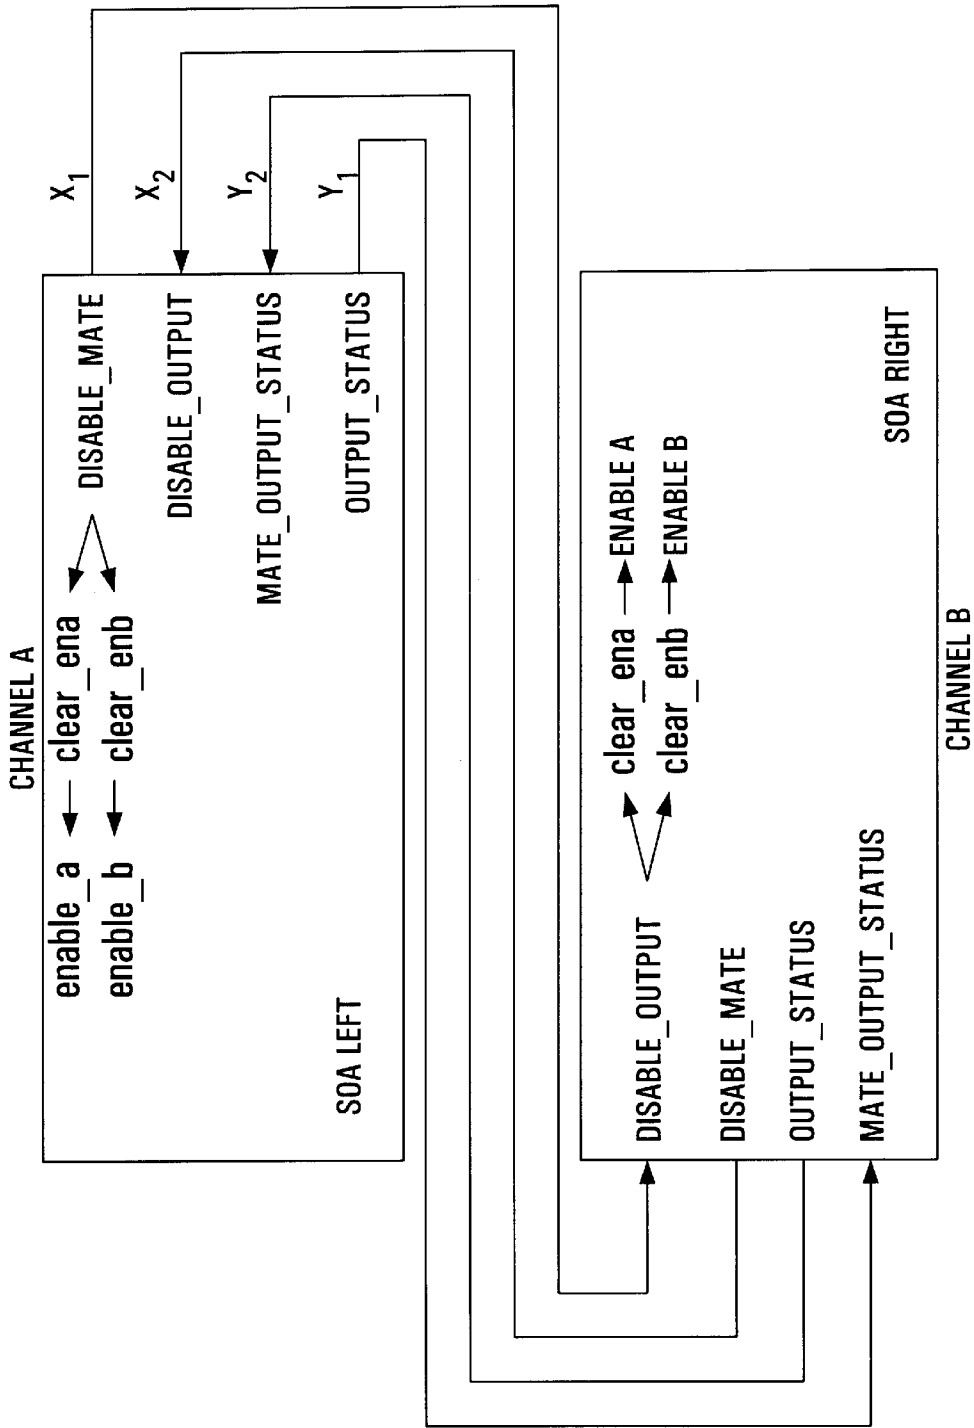 CHANNEL A
enable_a clear_ena DISABLE_MATE X1
enable_b clear_enb
DISABLE_OUTPUT X2
MATE_OUTPUT_STATUS Y2
SOA LEFT OUTPUT_STATUS Y1
DISABLE_OUTPUT clear_ena ENABLE A
clear_enb ENABLE B
DISABLE_MATE
OUTPUT_STATUS
MATE_OUTPUT_STATUS SOA RIGHT
CHANNEL B